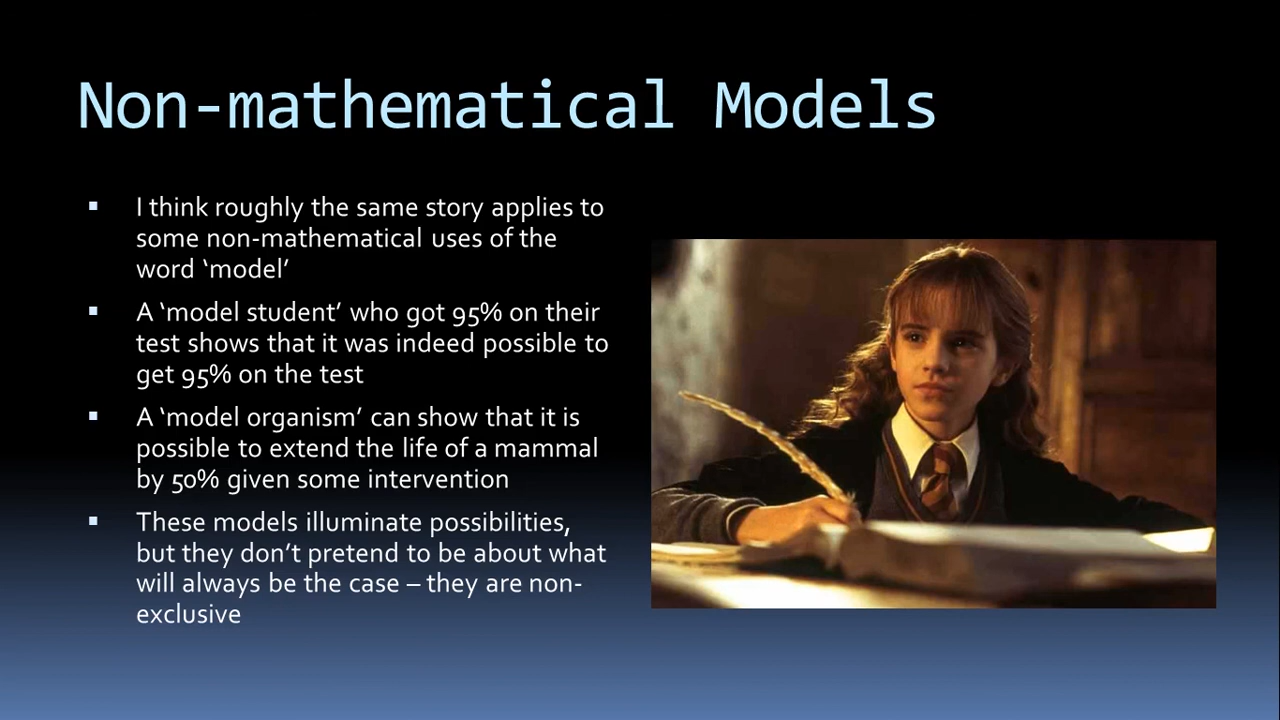 Non-mathematical Models
▪ I think roughly the same story applies to
some non-mathematical uses of the
word ‘model’
▪ A ‘model student’ who got 95% on their
test shows that it was indeed possible to
get 95% on the test
▪ A ‘model organism’ can show that it is
possible to extend the life of a mammal
by 50% given some intervention
▪ These models illuminate possibilities,
but they don’t pretend to be about what
will always be the case – they are non-
exclusive